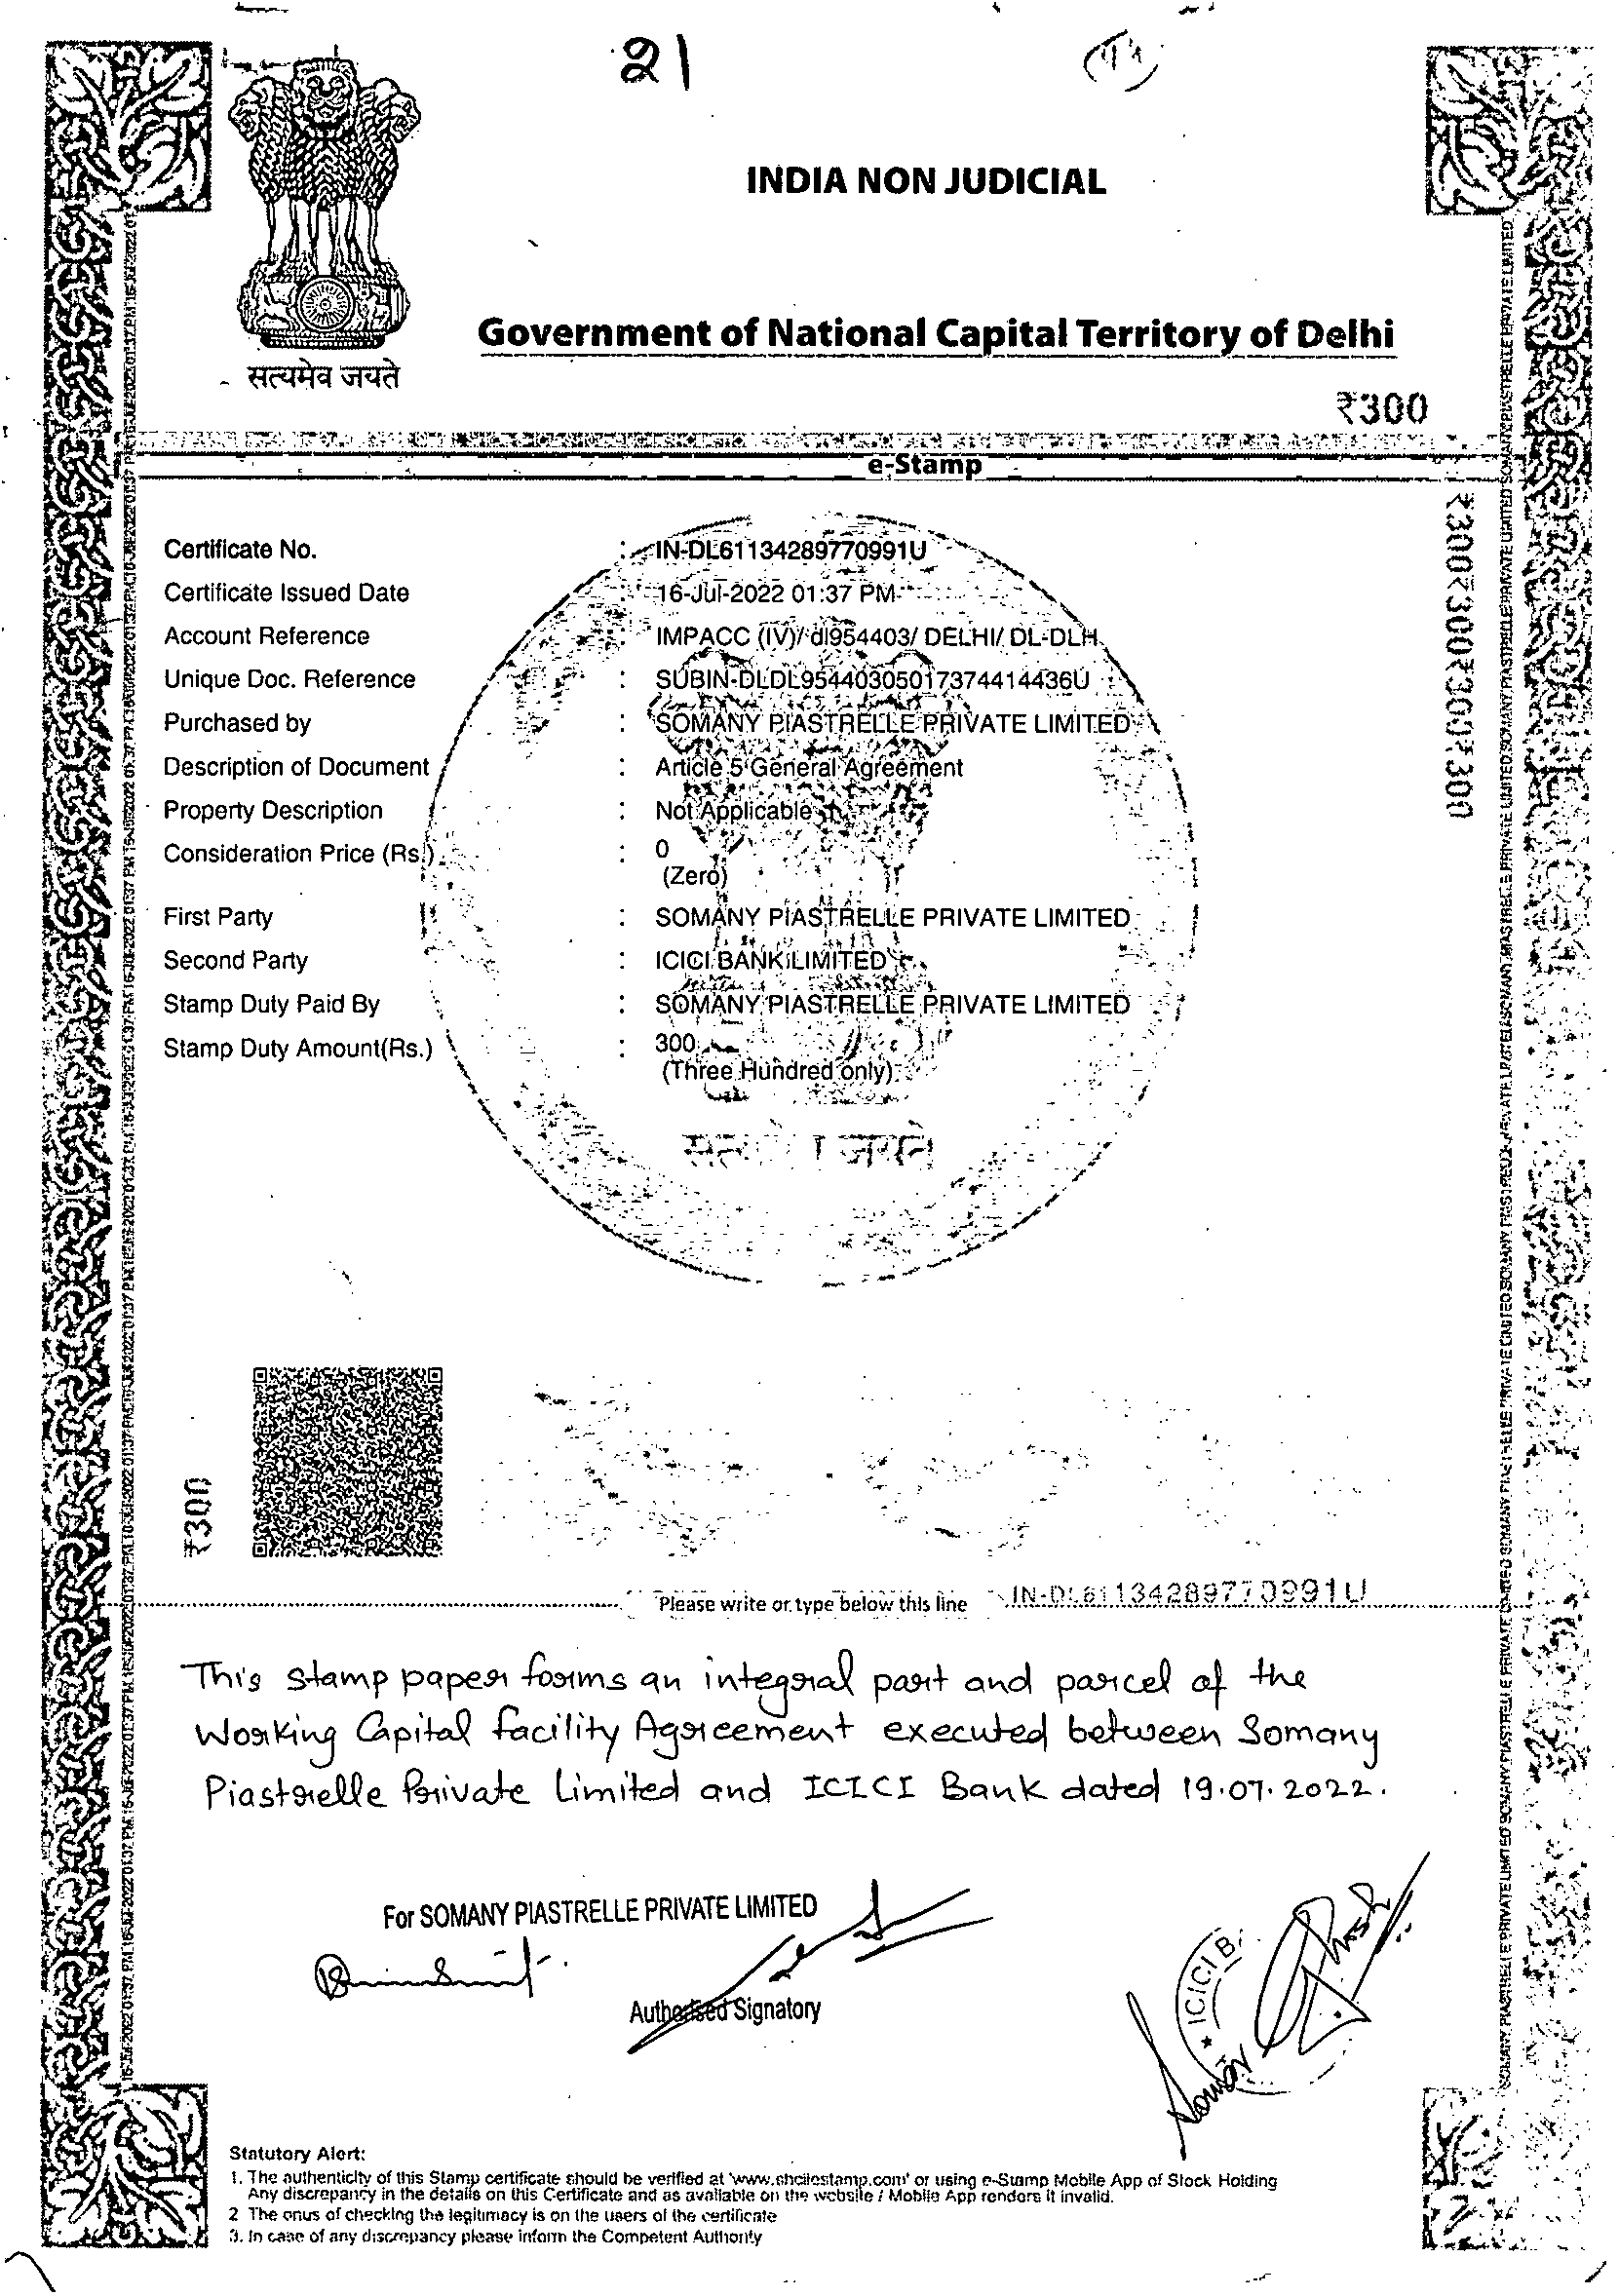 21
INDIA NON JUDICIAL
Government of National Capital Territory of Delhi
सत्यमेव जयते
₹300
e-Stamp
Certificate No. : IN-DL61134289770991U
Certificate Issued Date : 16-Jul-2022 01:37 PM
Account Reference : IMPACC (IV)/ dl954403/ DELHI/ DL-DLH
Unique Doc. Reference : SUBIN-DLDL95440305017374414436U
Purchased by : SOMANY PIASTRELLE PRIVATE LIMITED
Description of Document : Article 5 General Agreement
Property Description : Not Applicable
Consideration Price (Rs.) : 0
(Zero)
First Party : SOMANY PIASTRELLE PRIVATE LIMITED
Second Party : ICICI BANK LIMITED
Stamp Duty Paid By : SOMANY PIASTRELLE PRIVATE LIMITED
Stamp Duty Amount(Rs.) : 300
(Three Hundred only)
₹300₹300₹300₹300
₹300
Please write or type below this line IN-DL61134289770991U
This stamp paper forms an integral part and parcel of the
Working Capital facility Agreement executed between Somany
Piastrelle Private Limited and ICICI Bank dated 19.07.2022.
For SOMANY PIASTRELLE PRIVATE LIMITED
Authorised Signatory
ICICI B
Statutory Alert:
1. The authenticity of this Stamp certificate should be verified at 'www.shcilestamp.com' or using e-Stamp Mobile App of Stock Holding
Any discrepancy in the details on this Certificate and as available on the website / Mobile App renders it invalid.
2 The onus of checking the legitimacy is on the users of the certificate
3. In case of any discrepancy please inform the Competent Authority